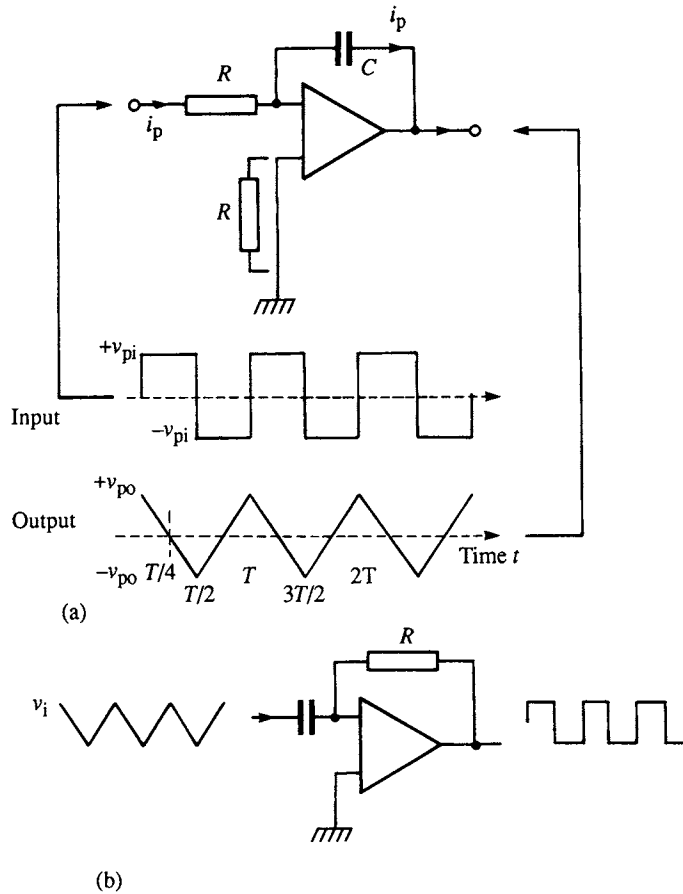 i_p
C
R
i_p
R
+v_pi
Input
−v_pi
+v_po
Output
Time t
−v_po T/4 T/2 T 3T/2 2T
(a)
R
v_i
(b)